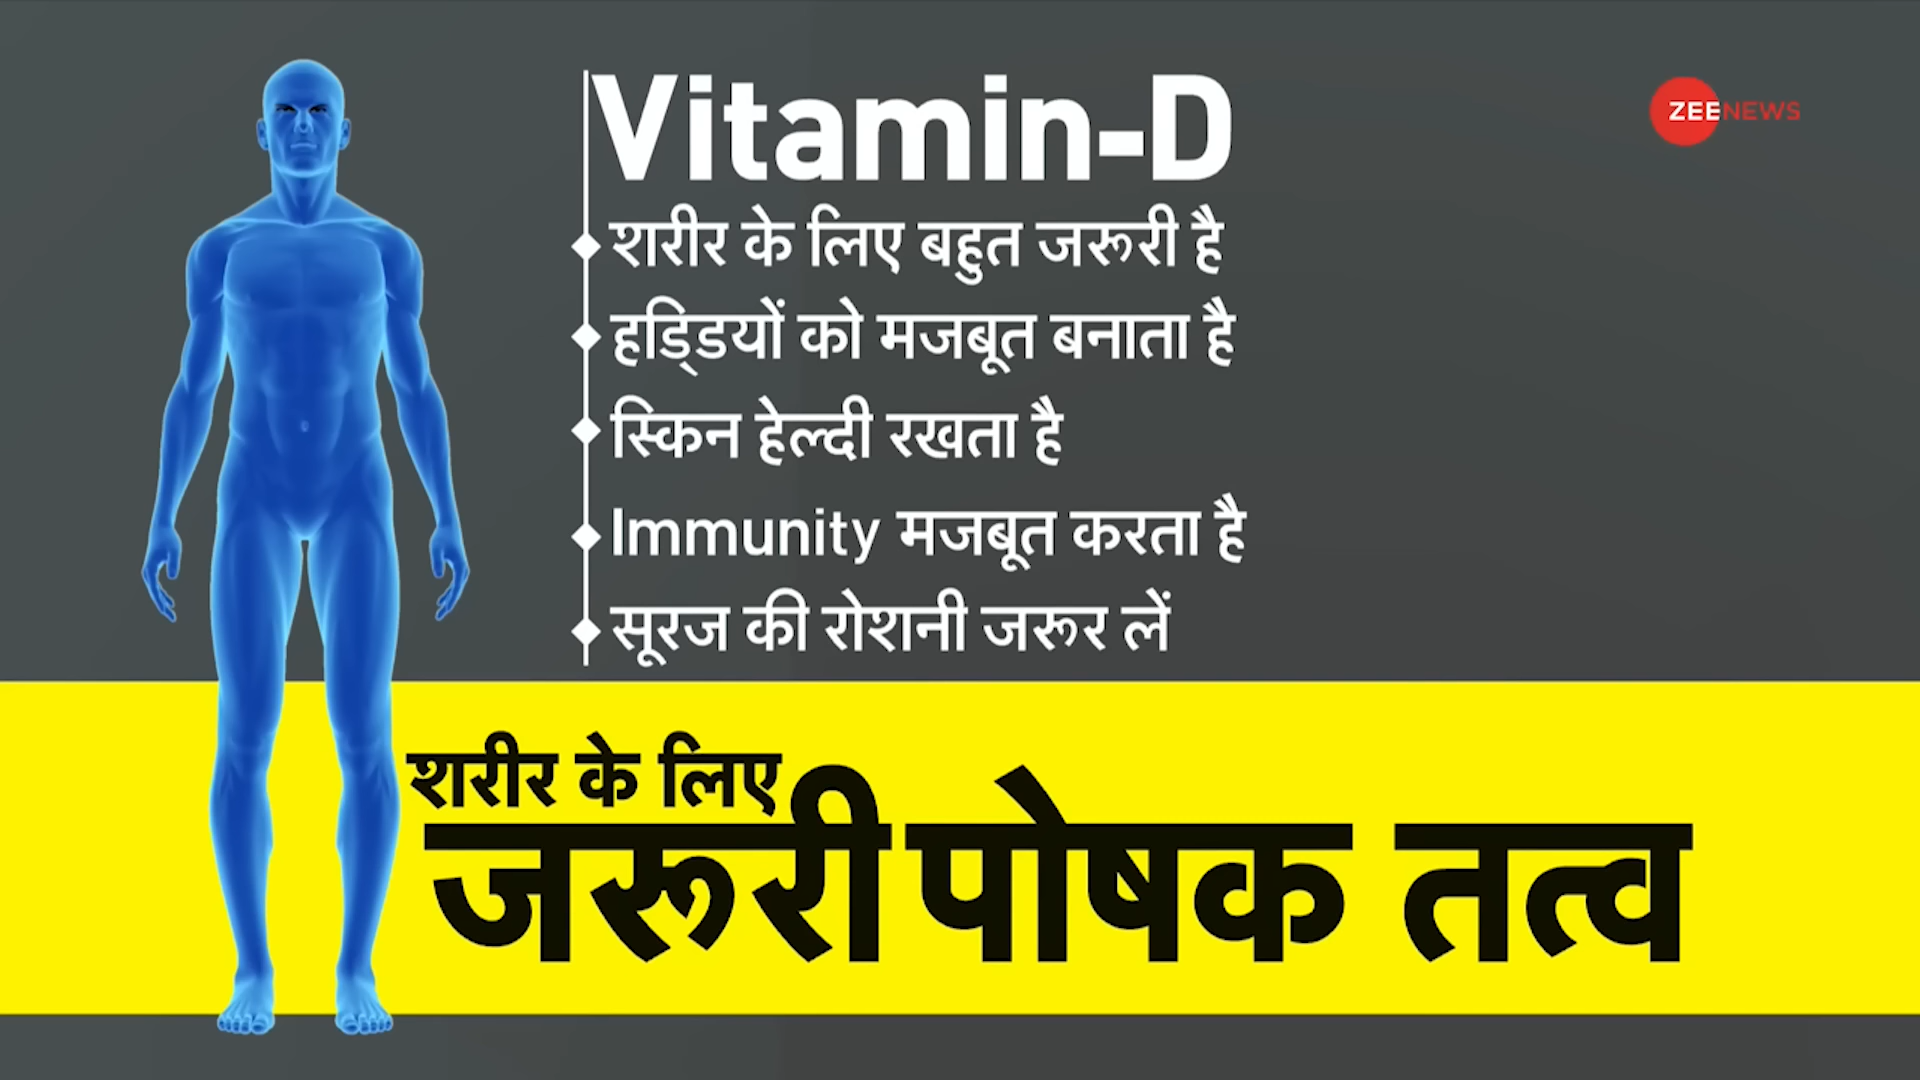 Vitamin-D
ZEENEWS
शरीर के लिए बहुत जरूरी है
हड्डियों को मजबूत बनाता है
स्किन हेल्दी रखता है
Immunity मजबूत करता है
सूरज की रोशनी जरूर लें
शरीर के लिए
जरूरी पोषक तत्व